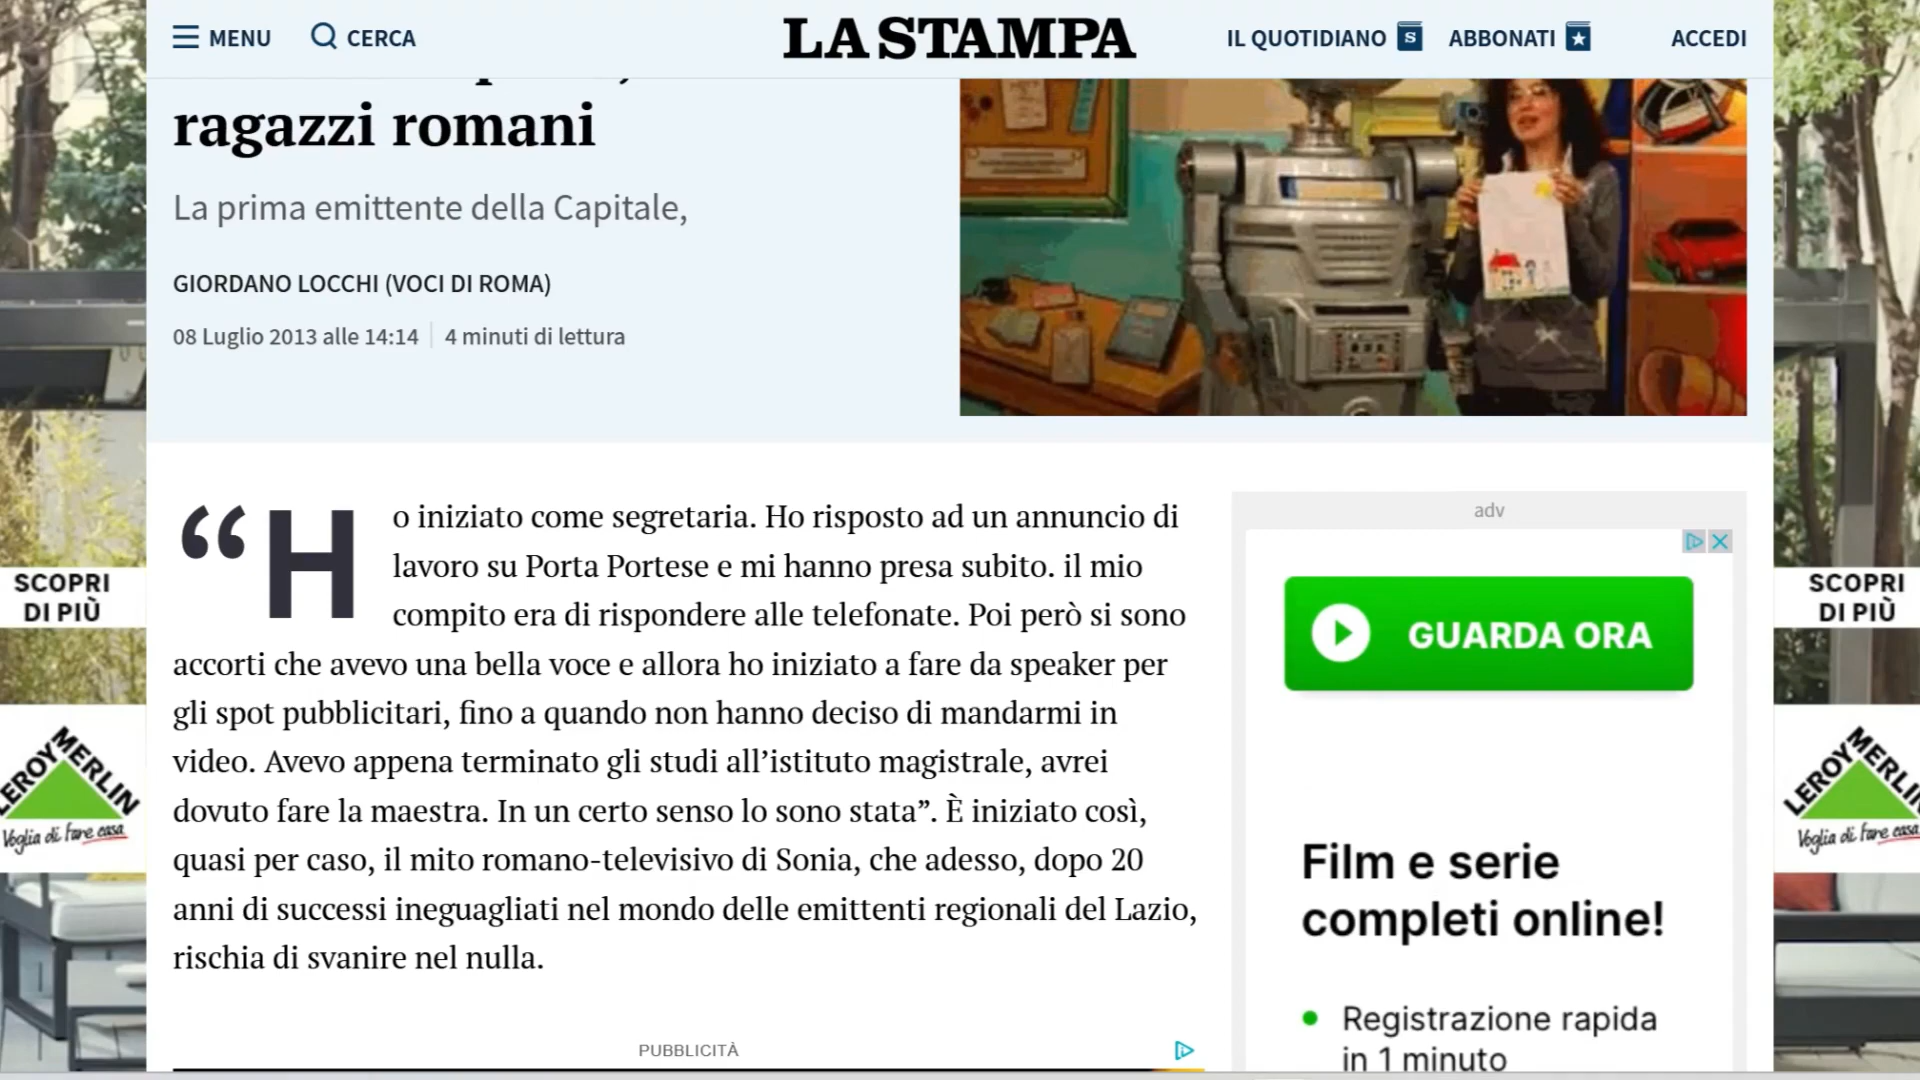 MENU
CERCA
LA STAMPA
IL QUOTIDIANO
S
ABBONATI
ACCEDI
ragazzi romani
La prima emittente della Capitale,
GIORDANO LOCCHI (VOCI DI ROMA)
08 Luglio 2013 alle 14:14
4 minuti di lettura
“Ho iniziato come segretaria. Ho risposto ad un annuncio di
lavoro su Porta Portese e mi hanno presa subito. il mio
compito era di rispondere alle telefonate. Poi però si sono
accorti che avevo una bella voce e allora ho iniziato a fare da speaker per
gli spot pubblicitari, fino a quando non hanno deciso di mandarmi in
video. Avevo appena terminato gli studi all’istituto magistrale, avrei
dovuto fare la maestra. In un certo senso lo sono stata”. È iniziato così,
quasi per caso, il mito romano-televisivo di Sonia, che adesso, dopo 20
anni di successi ineguagliati nel mondo delle emittenti regionali del Lazio,
rischia di svanire nel nulla.
PUBBLICITÀ
adv
GUARDA ORA
Film e serie
completi online!
Registrazione rapida
in 1 minuto
SCOPRI
DI PIÙ
LEROY MERLIN
Voglia di fare casa
SCOPRI
DI PIÙ
LEROY MERLIN
Voglia di fare casa